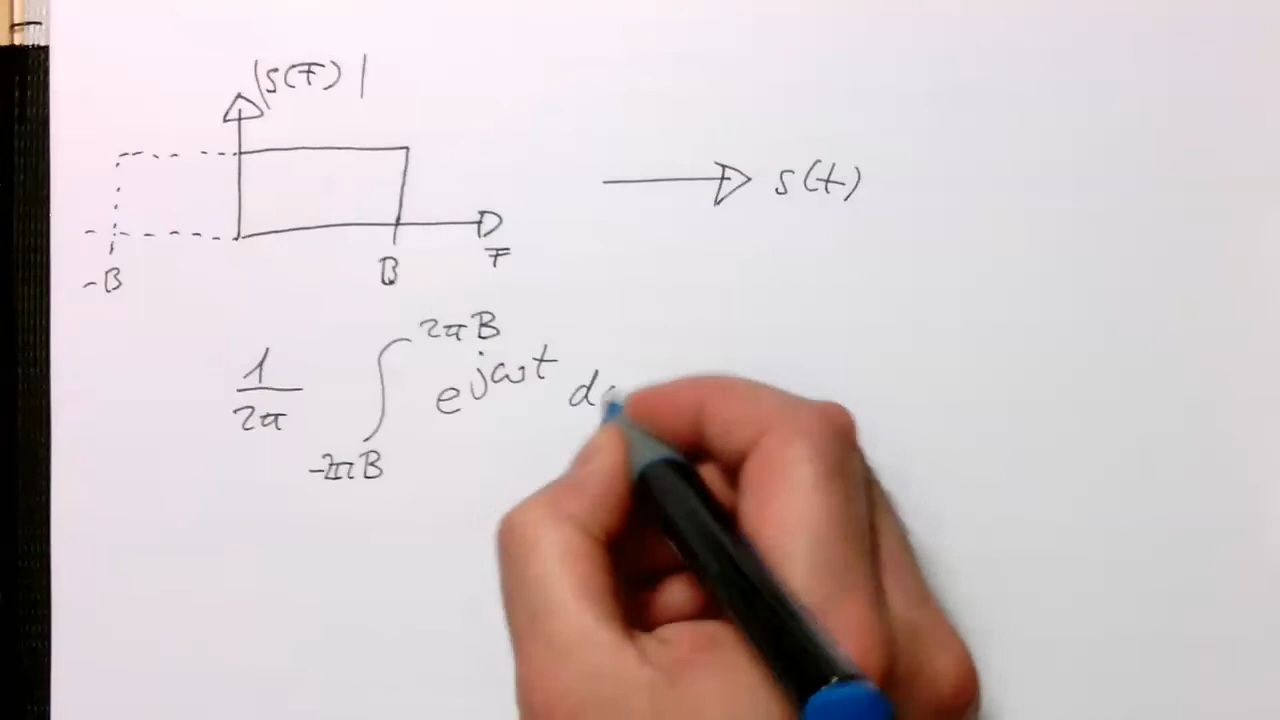 |S(F)|
s(t)
-B
B
F
1/2π ∫_{-2πB}^{2πB} e^{jωt} d